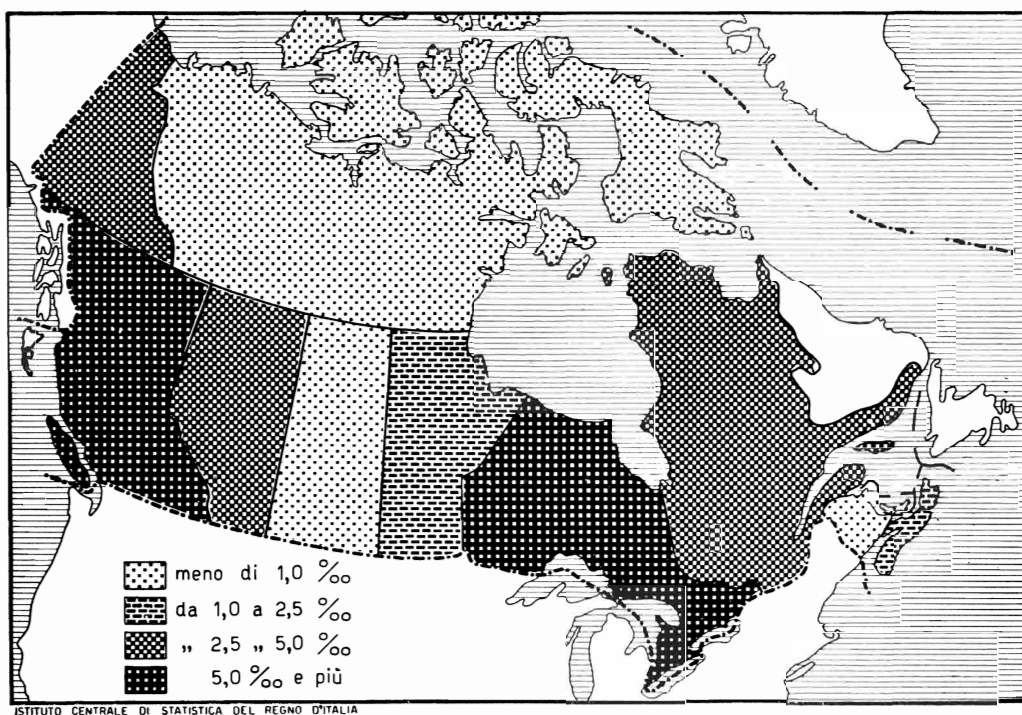 meno di 1,0 ‰
da 1,0 a 2,5 ‰
„ 2,5 „ 5,0 ‰
5,0 ‰ e più
ISTITUTO CENTRALE DI STATISTICA DEL REGNO D'ITALIA